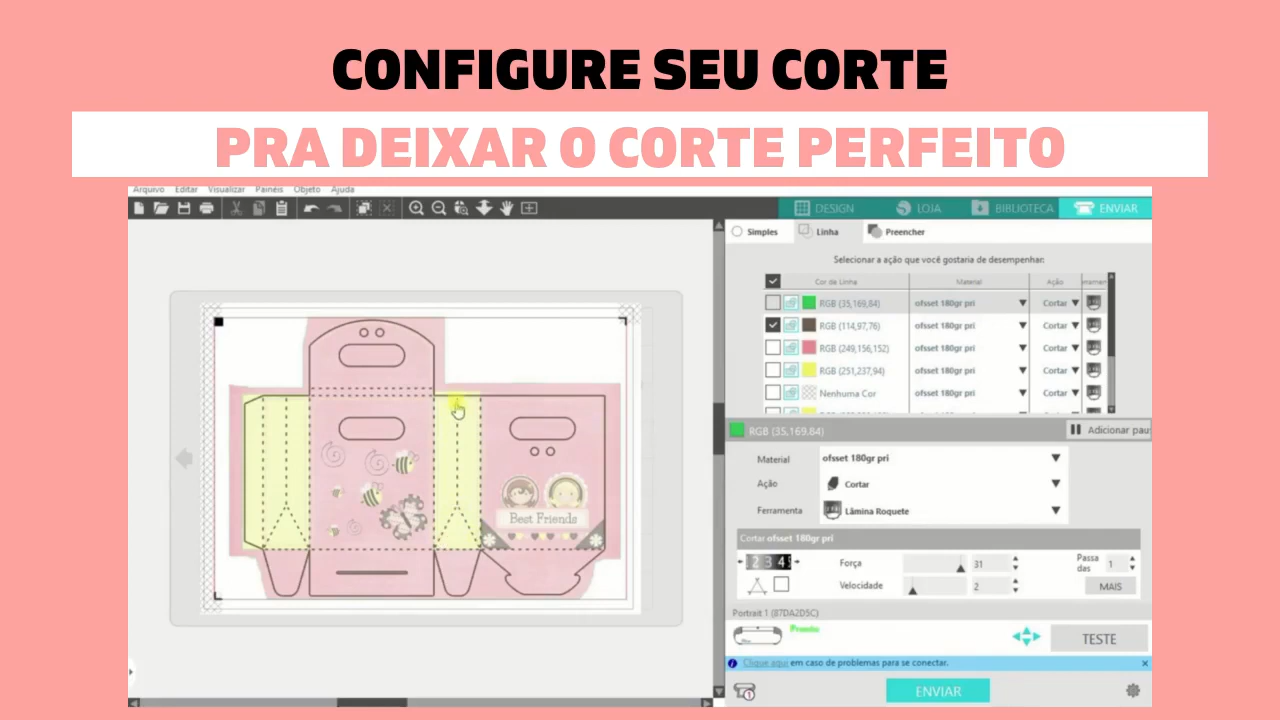 CONFIGURE SEU CORTE
PRA DEIXAR O CORTE PERFEITO
Arquivo Editar Visualizar Painéis Objeto Ajuda
DESIGN LOJA BIBLIOTECA ENVIAR
Simples Linha Preencher
Selecionar a ação que você gostaria de desempenhar:
Cor de Linha Material Ação
RGB (35,169,84) ofsset 180gr pri Cortar
RGB (114,97,76) ofsset 180gr pri Cortar
RGB (249,156,152) ofsset 180gr pri Cortar
RGB (251,237,94) ofsset 180gr pri Cortar
Nenhuma Cor ofsset 180gr pri Cortar
RGB (35,169,84) Adicionar pau
Material ofsset 180gr pri
Ação Cortar
Ferramenta Lâmina Roquete
Cortar ofsset 180gr pri
2 3 4 Força 31 Passa das 1
Velocidade 2 MAIS
Portrait 1 (87DA2D5C)
Pronto
TESTE
Clique aqui em caso de problemas para se conectar.
ENVIAR
Best Friends